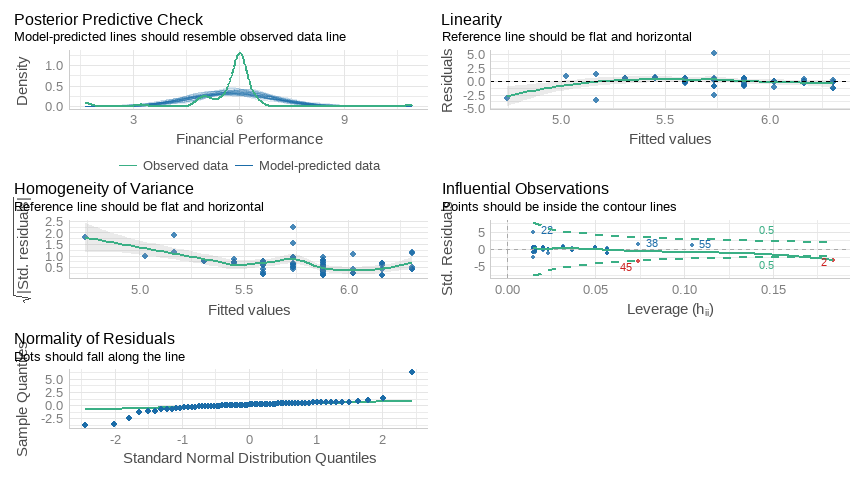 Posterior Predictive Check
Model-predicted lines should resemble observed data line
Density
1.0
0.5
0.0
3
6
9
Financial Performance
Observed data
Model-predicted data
Linearity
Reference line should be flat and horizontal
Residuals
5.0
2.5
0.0
-2.5
-5.0
5.0
5.5
6.0
Fitted values
Homogeneity of Variance
Reference line should be flat and horizontal
√|Std. residuals|
2.5
2.0
1.5
1.0
0.5
5.0
5.5
6.0
Fitted values
Influential Observations
Points should be inside the contour lines
Std. Residuals
5
0
-5
22
38
55
45
2
0.5
0.5
0.00
0.05
0.10
0.15
Leverage (hii)
Normality of Residuals
Dots should fall along the line
Sample Quantiles
5.0
2.5
0.0
-2.5
-2
-1
0
1
2
Standard Normal Distribution Quantiles